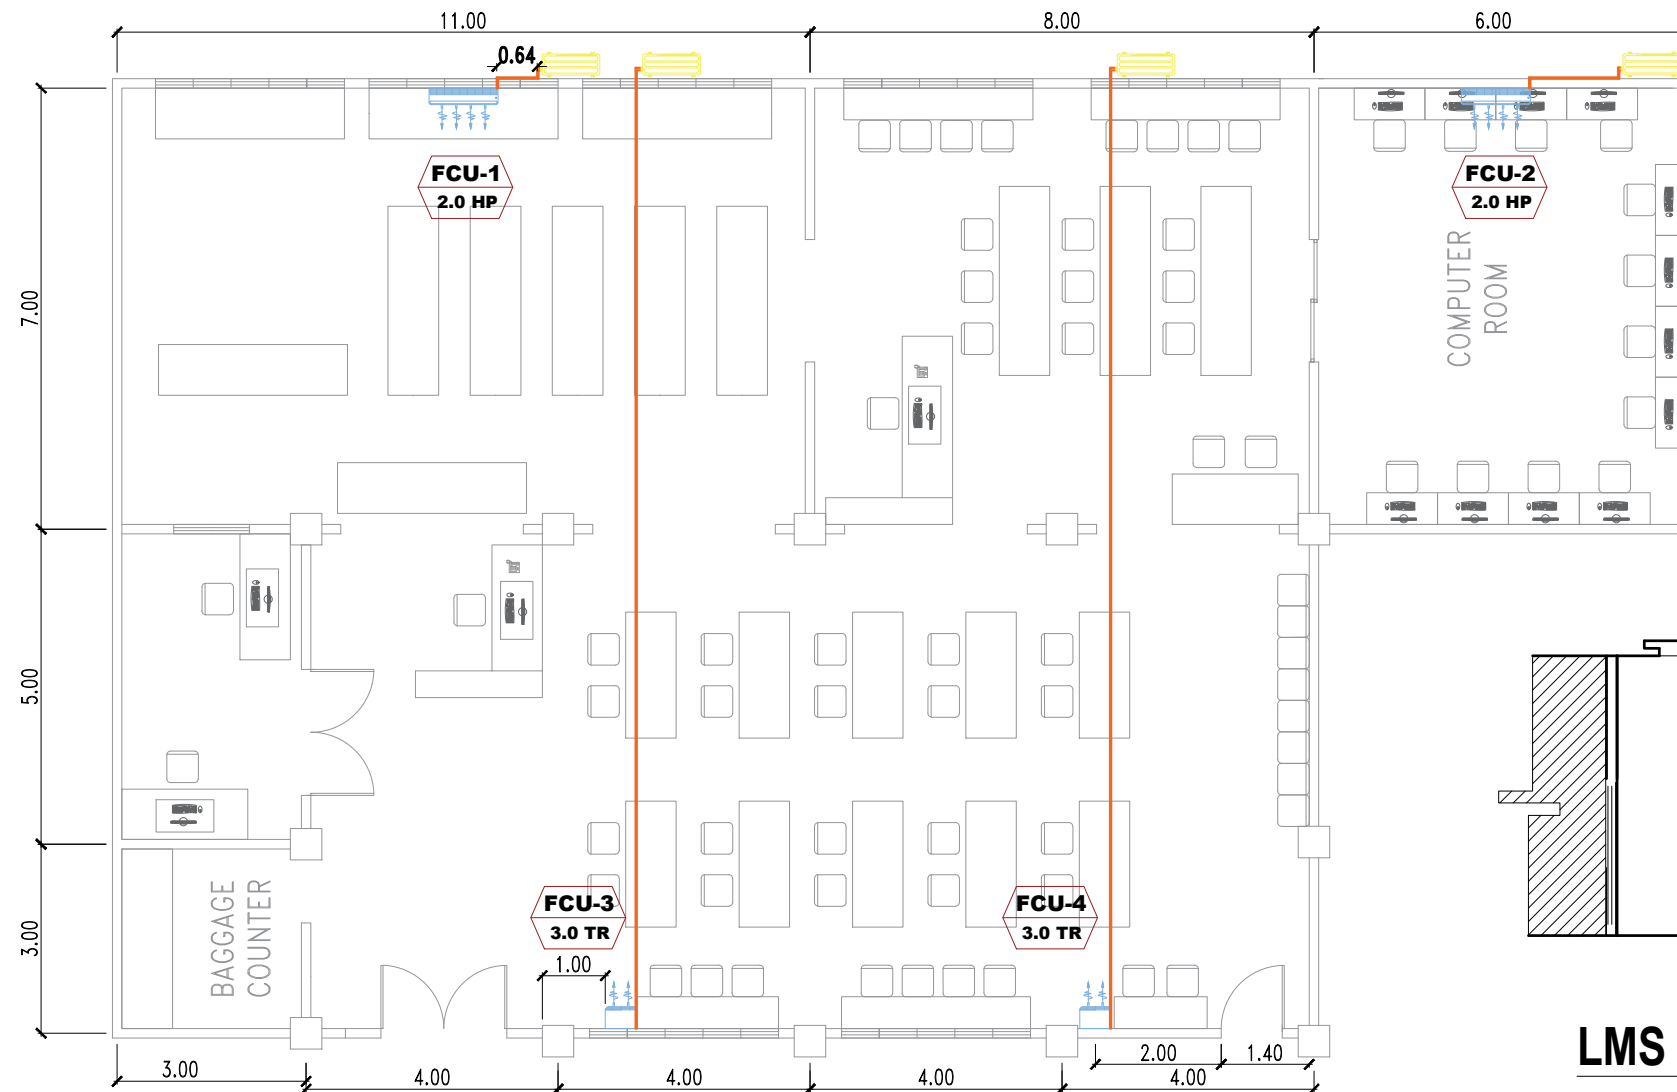 11.00
8.00
6.00
0.64
FCU-1
2.0 HP
FCU-2
2.0 HP
COMPUTER
ROOM
7.00
5.00
3.00
BAGGAGE
COUNTER
FCU-3
3.0 TR
FCU-4
3.0 TR
1.00
2.00
1.40
3.00
4.00
4.00
4.00
4.00
LMS